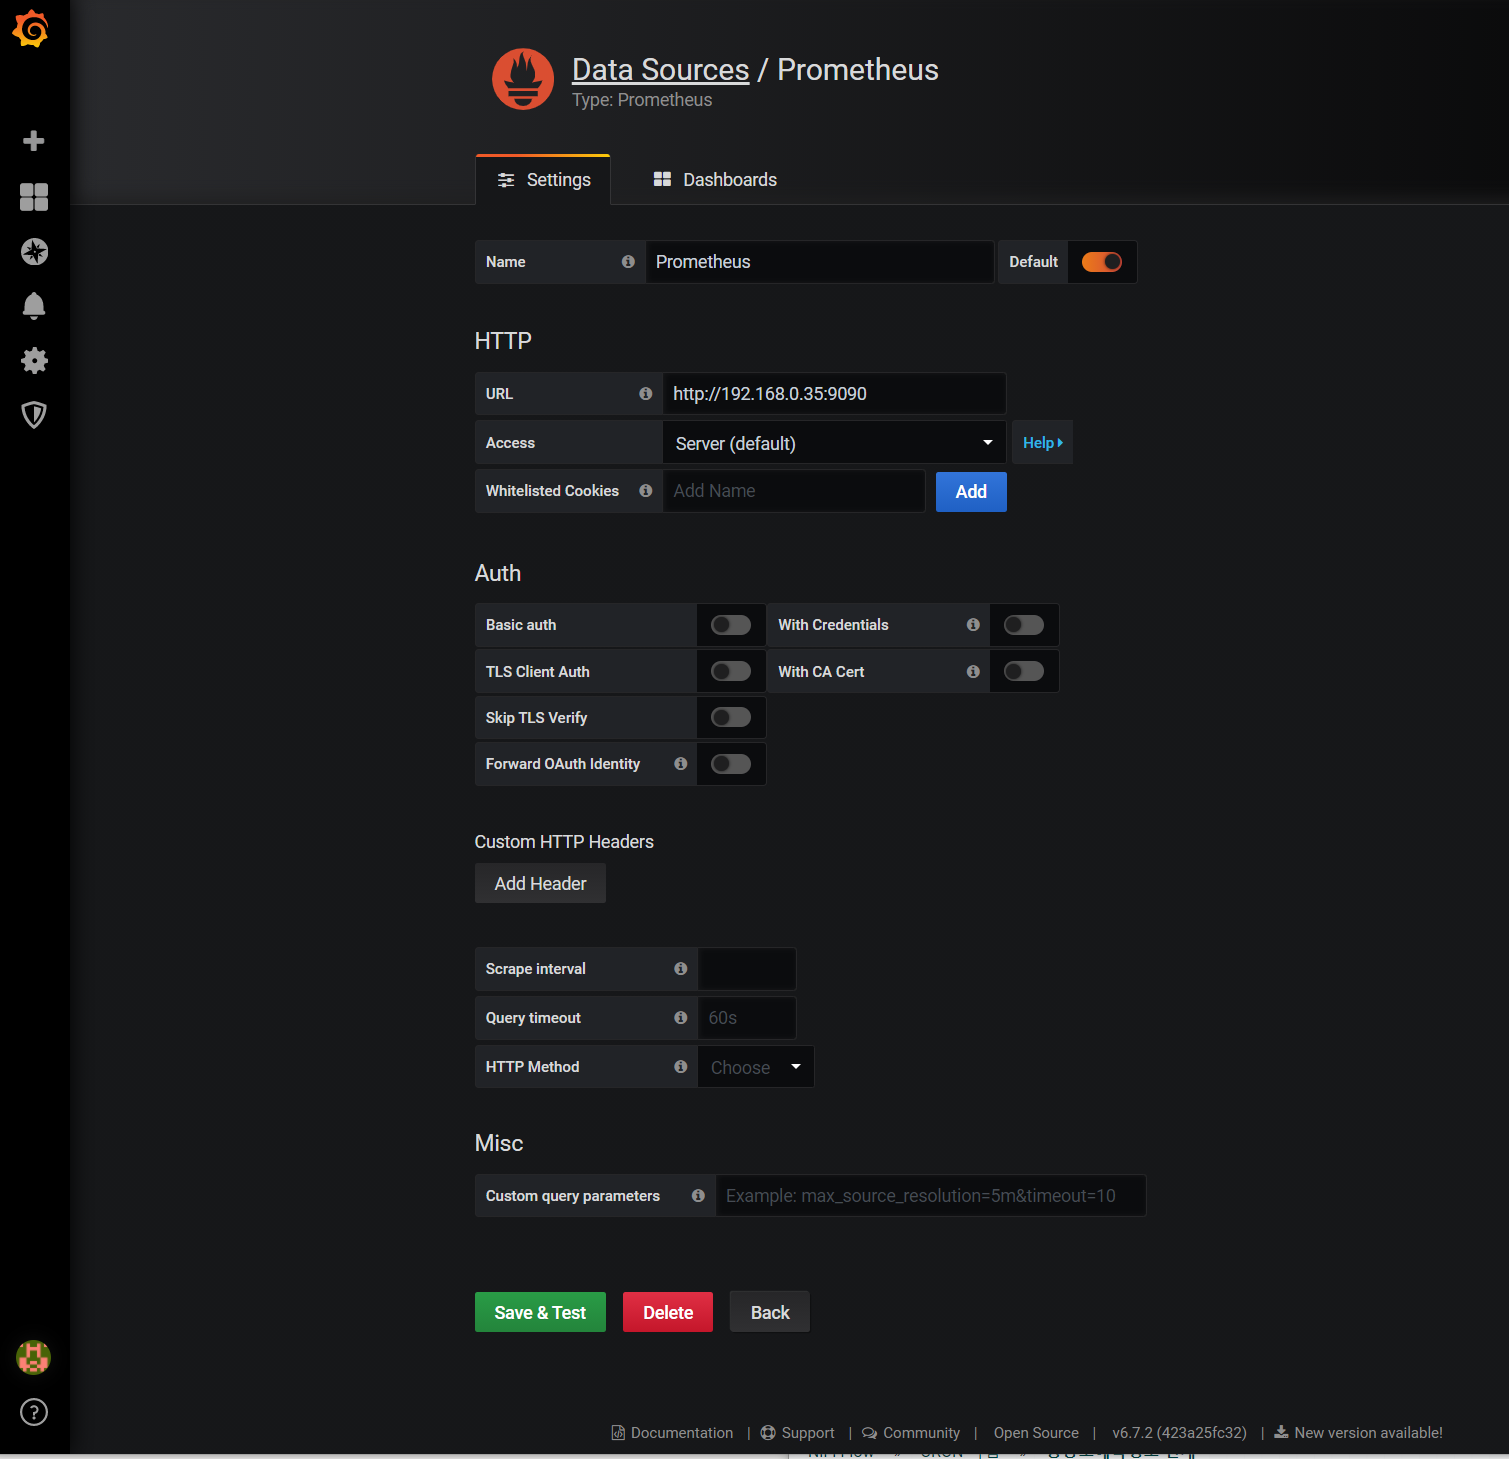 Data Sources / Prometheus
Type: Prometheus
Settings
Dashboards
Name
Prometheus
Default
HTTP
URL
http://192.168.0.35:9090
Access
Server (default)
Help
Whitelisted Cookies
Add Name
Add
Auth
Basic auth
With Credentials
TLS Client Auth
With CA Cert
Skip TLS Verify
Forward OAuth Identity
Custom HTTP Headers
Add Header
Scrape interval
Query timeout
60s
HTTP Method
Choose
Misc
Custom query parameters
Example: max_source_resolution=5m&timeout=10
Save & Test
Delete
Back
Documentation | Support | Community | Open Source | v6.7.2 (423a25fc32) | New version available!